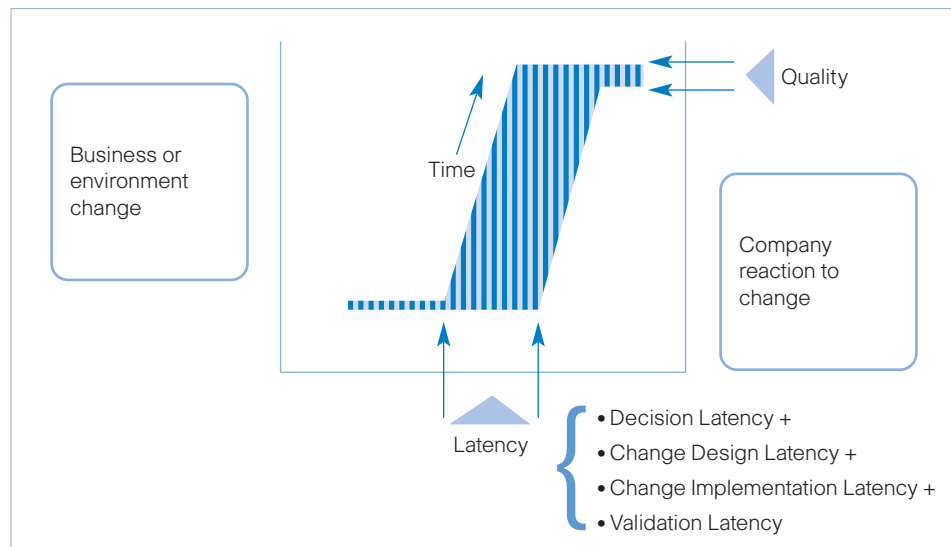 Business or
environment
change
Time
Quality
Company
reaction to
change
Latency
• Decision Latency +
• Change Design Latency +
• Change Implementation Latency +
• Validation Latency